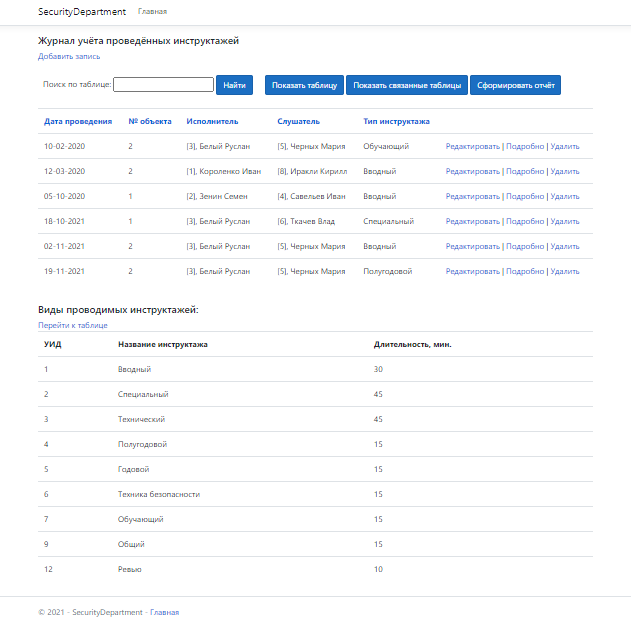 SecurityDepartment Главная
Журнал учёта проведённых инструктажей
Добавить запись
Поиск по таблице: Найти Показать таблицу Показать связанные таблицы Сформировать отчёт
Дата проведения № объекта Исполнитель Слушатель Тип инструктажа
10-02-2020 2 [3], Белый Руслан [5], Черных Мария Обучающий Редактировать | Подробно | Удалить
12-03-2020 2 [1], Короленко Иван [8], Иракли Кирилл Вводный Редактировать | Подробно | Удалить
05-10-2020 1 [2], Зенин Семен [4], Савельев Иван Вводный Редактировать | Подробно | Удалить
18-10-2021 1 [3], Белый Руслан [6], Ткачев Влад Специальный Редактировать | Подробно | Удалить
02-11-2021 2 [3], Белый Руслан [5], Черных Мария Вводный Редактировать | Подробно | Удалить
19-11-2021 2 [3], Белый Руслан [5], Черных Мария Полугодовой Редактировать | Подробно | Удалить
Виды проводимых инструктажей:
Перейти к таблице
УИД Название инструктажа Длительность, мин.
1 Вводный 30
2 Специальный 45
3 Технический 45
4 Полугодовой 15
5 Годовой 15
6 Техника безопасности 15
7 Обучающий 15
9 Общий 15
12 Ревью 10
© 2021 - SecurityDepartment - Главная